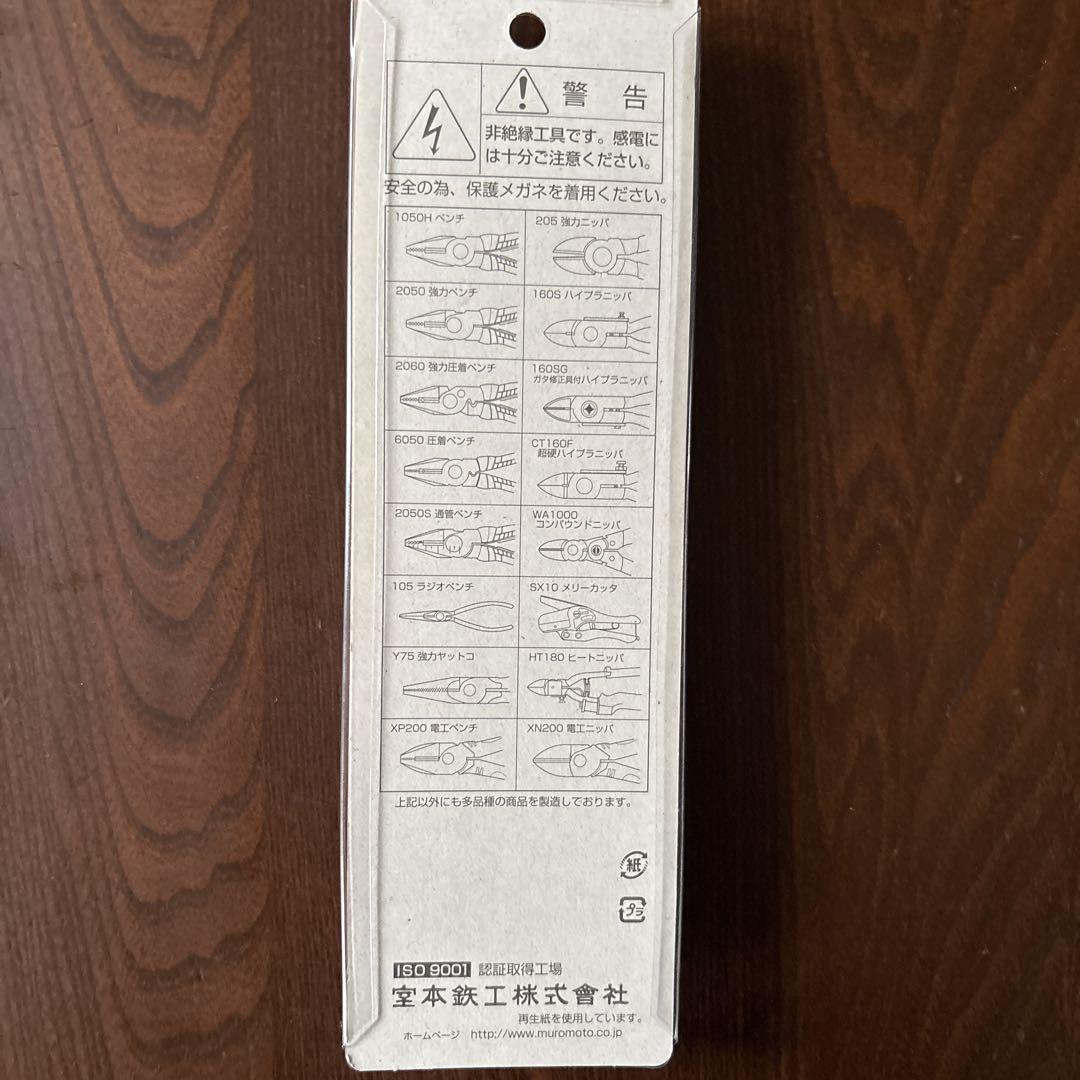 警 告
非絶縁工具です。感電に
は十分ご注意ください。
安全の為、保護メガネを着用ください。
1050H ペンチ
205 強力ニッパ
2050 強力ペンチ
160S ハイプラニッパ
2060 強力圧着ペンチ
160SG
ガタ修正具付ハイプラニッパ
6050 圧着ペンチ
CT160F
超硬ハイプラニッパ
2050S 通管ペンチ
WA1000
コンパウンドニッパ
105 ラジオペンチ
SX10 メリーカッタ
Y75 強力ヤットコ
HT180 ヒートニッパ
XP200 電工ペンチ
XN200 電工ニッパ
上記以外にも多品種の商品を製造しております。
紙
プラ
ISO 9001 認証取得工場
室本鉄工株式會社
再生紙を使用しています。
ホームページ http://www.muromoto.co.jp